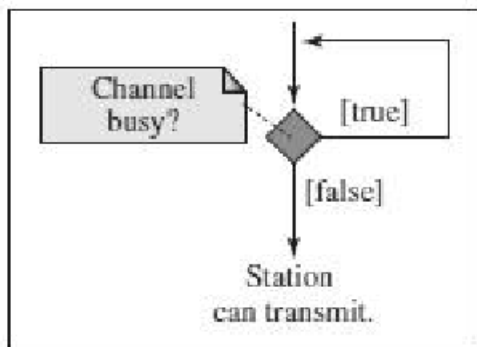 Channel
busy?
[true]
[false]
Station
can transmit.